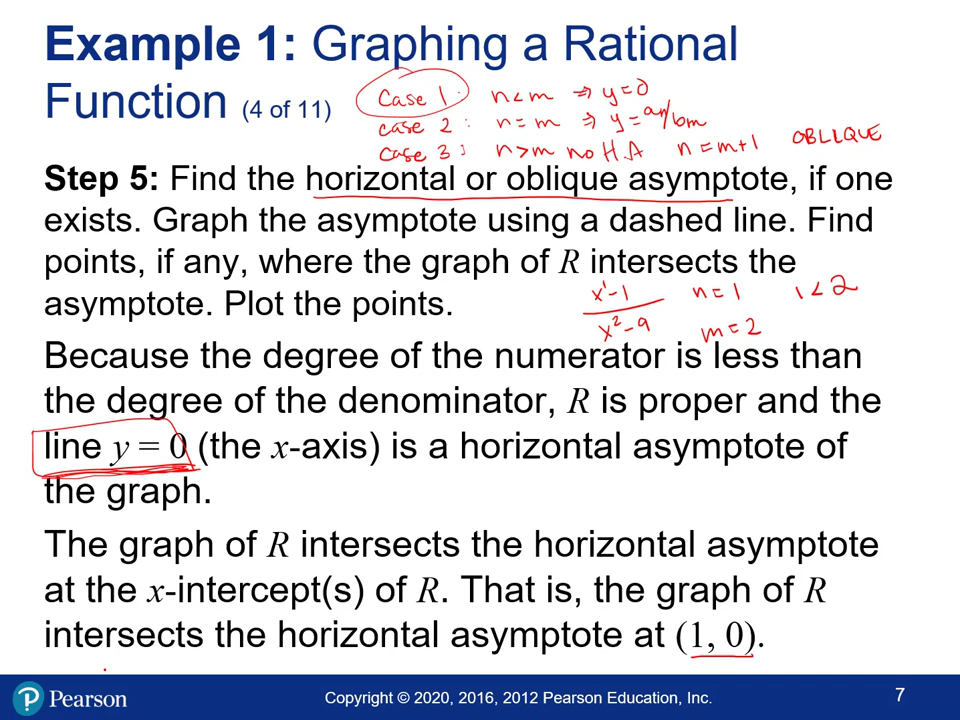 Example 1: Graphing a Rational
Function (4 of 11)
Case 1 : n < m ⇒ y = 0
case 2 : n = m ⇒ y = an/bm
case 3 : n > m no H.A n = m+1 OBLIQUE
Step 5: Find the horizontal or oblique asymptote, if one
exists. Graph the asymptote using a dashed line. Find
points, if any, where the graph of R intersects the
asymptote. Plot the points.
x¹-1 n = 1 1 < 2
x²-9 m = 2
Because the degree of the numerator is less than
the degree of the denominator, R is proper and the
line y = 0 (the x-axis) is a horizontal asymptote of
the graph.
The graph of R intersects the horizontal asymptote
at the x-intercept(s) of R. That is, the graph of R
intersects the horizontal asymptote at (1, 0).
P Pearson
Copyright © 2020, 2016, 2012 Pearson Education, Inc.
7